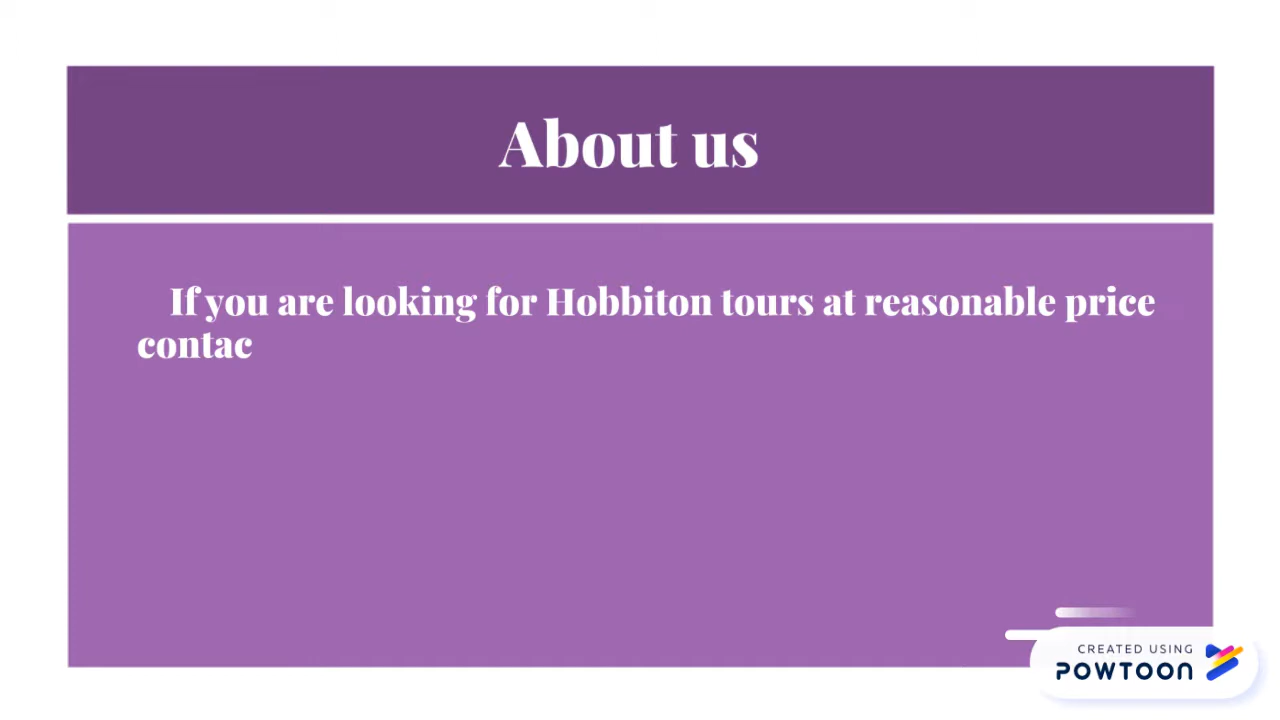 About us
If you are looking for Hobbiton tours at reasonable price
contac
CREATED USING
POWTOON